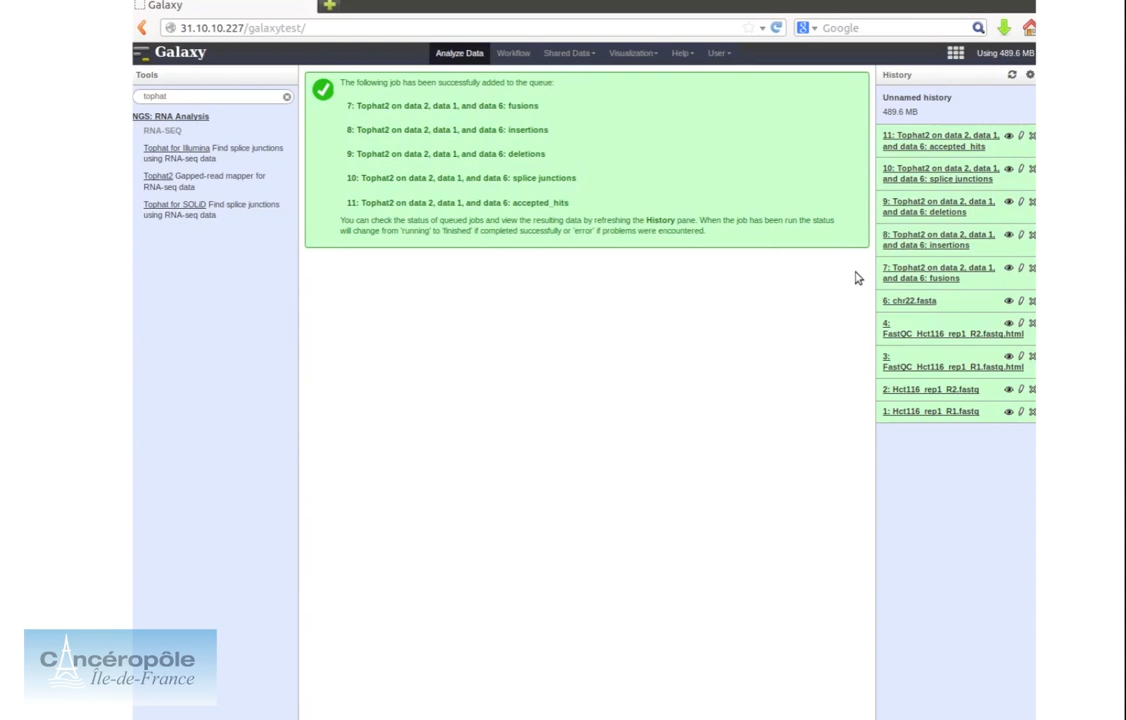 Galaxy
31.10.10.227/galaxytest/
Google
Galaxy
Analyze Data
Workflow
Shared Data
Visualization
Help
User
Using 489.6 MB
Tools
tophat
NGS: RNA Analysis
RNA-SEQ
Tophat for Illumina Find splice junctions
using RNA-seq data
Tophat2 Gapped-read mapper for
RNA-seq data
Tophat for SOLiD Find splice junctions
using RNA-seq data
The following job has been successfully added to the queue:
7: Tophat2 on data 2, data 1, and data 6: fusions
8: Tophat2 on data 2, data 1, and data 6: insertions
9: Tophat2 on data 2, data 1, and data 6: deletions
10: Tophat2 on data 2, data 1, and data 6: splice junctions
11: Tophat2 on data 2, data 1, and data 6: accepted_hits
You can check the status of queued jobs and view the resulting data by refreshing the History pane. When the job has been run the status
will change from 'running' to 'finished' if completed successfully or 'error' if problems were encountered.
History
Unnamed history
489.6 MB
11: Tophat2 on data 2, data 1,
and data 6: accepted_hits
10: Tophat2 on data 2, data 1,
and data 6: splice junctions
9: Tophat2 on data 2, data 1,
and data 6: deletions
8: Tophat2 on data 2, data 1,
and data 6: insertions
7: Tophat2 on data 2, data 1,
and data 6: fusions
6: chr22.fasta
4:
FastQC_Hct116_rep1_R2.fastq.html
3:
FastQC_Hct116_rep1_R1.fastq.html
2: Hct116_rep1_R2.fastq
1: Hct116_rep1_R1.fastq
Cancéropôle
Île-de-France